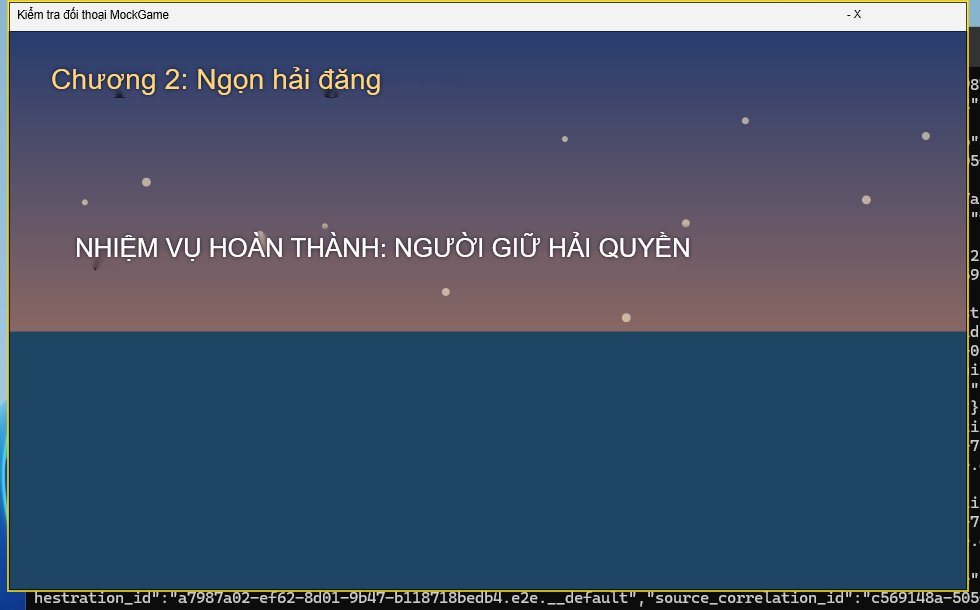 Kiểm tra đối thoại MockGame
- X
Chương 2: Ngọn hải đăng
NHIỆM VỤ HOÀN THÀNH: NGƯỜI GIỮ HẢI QUYỀN
hestration_id":"a7987a02-ef62-8d01-9b47-b118718bedb4.e2e.__default","source_correlation_id":"c569148a-505